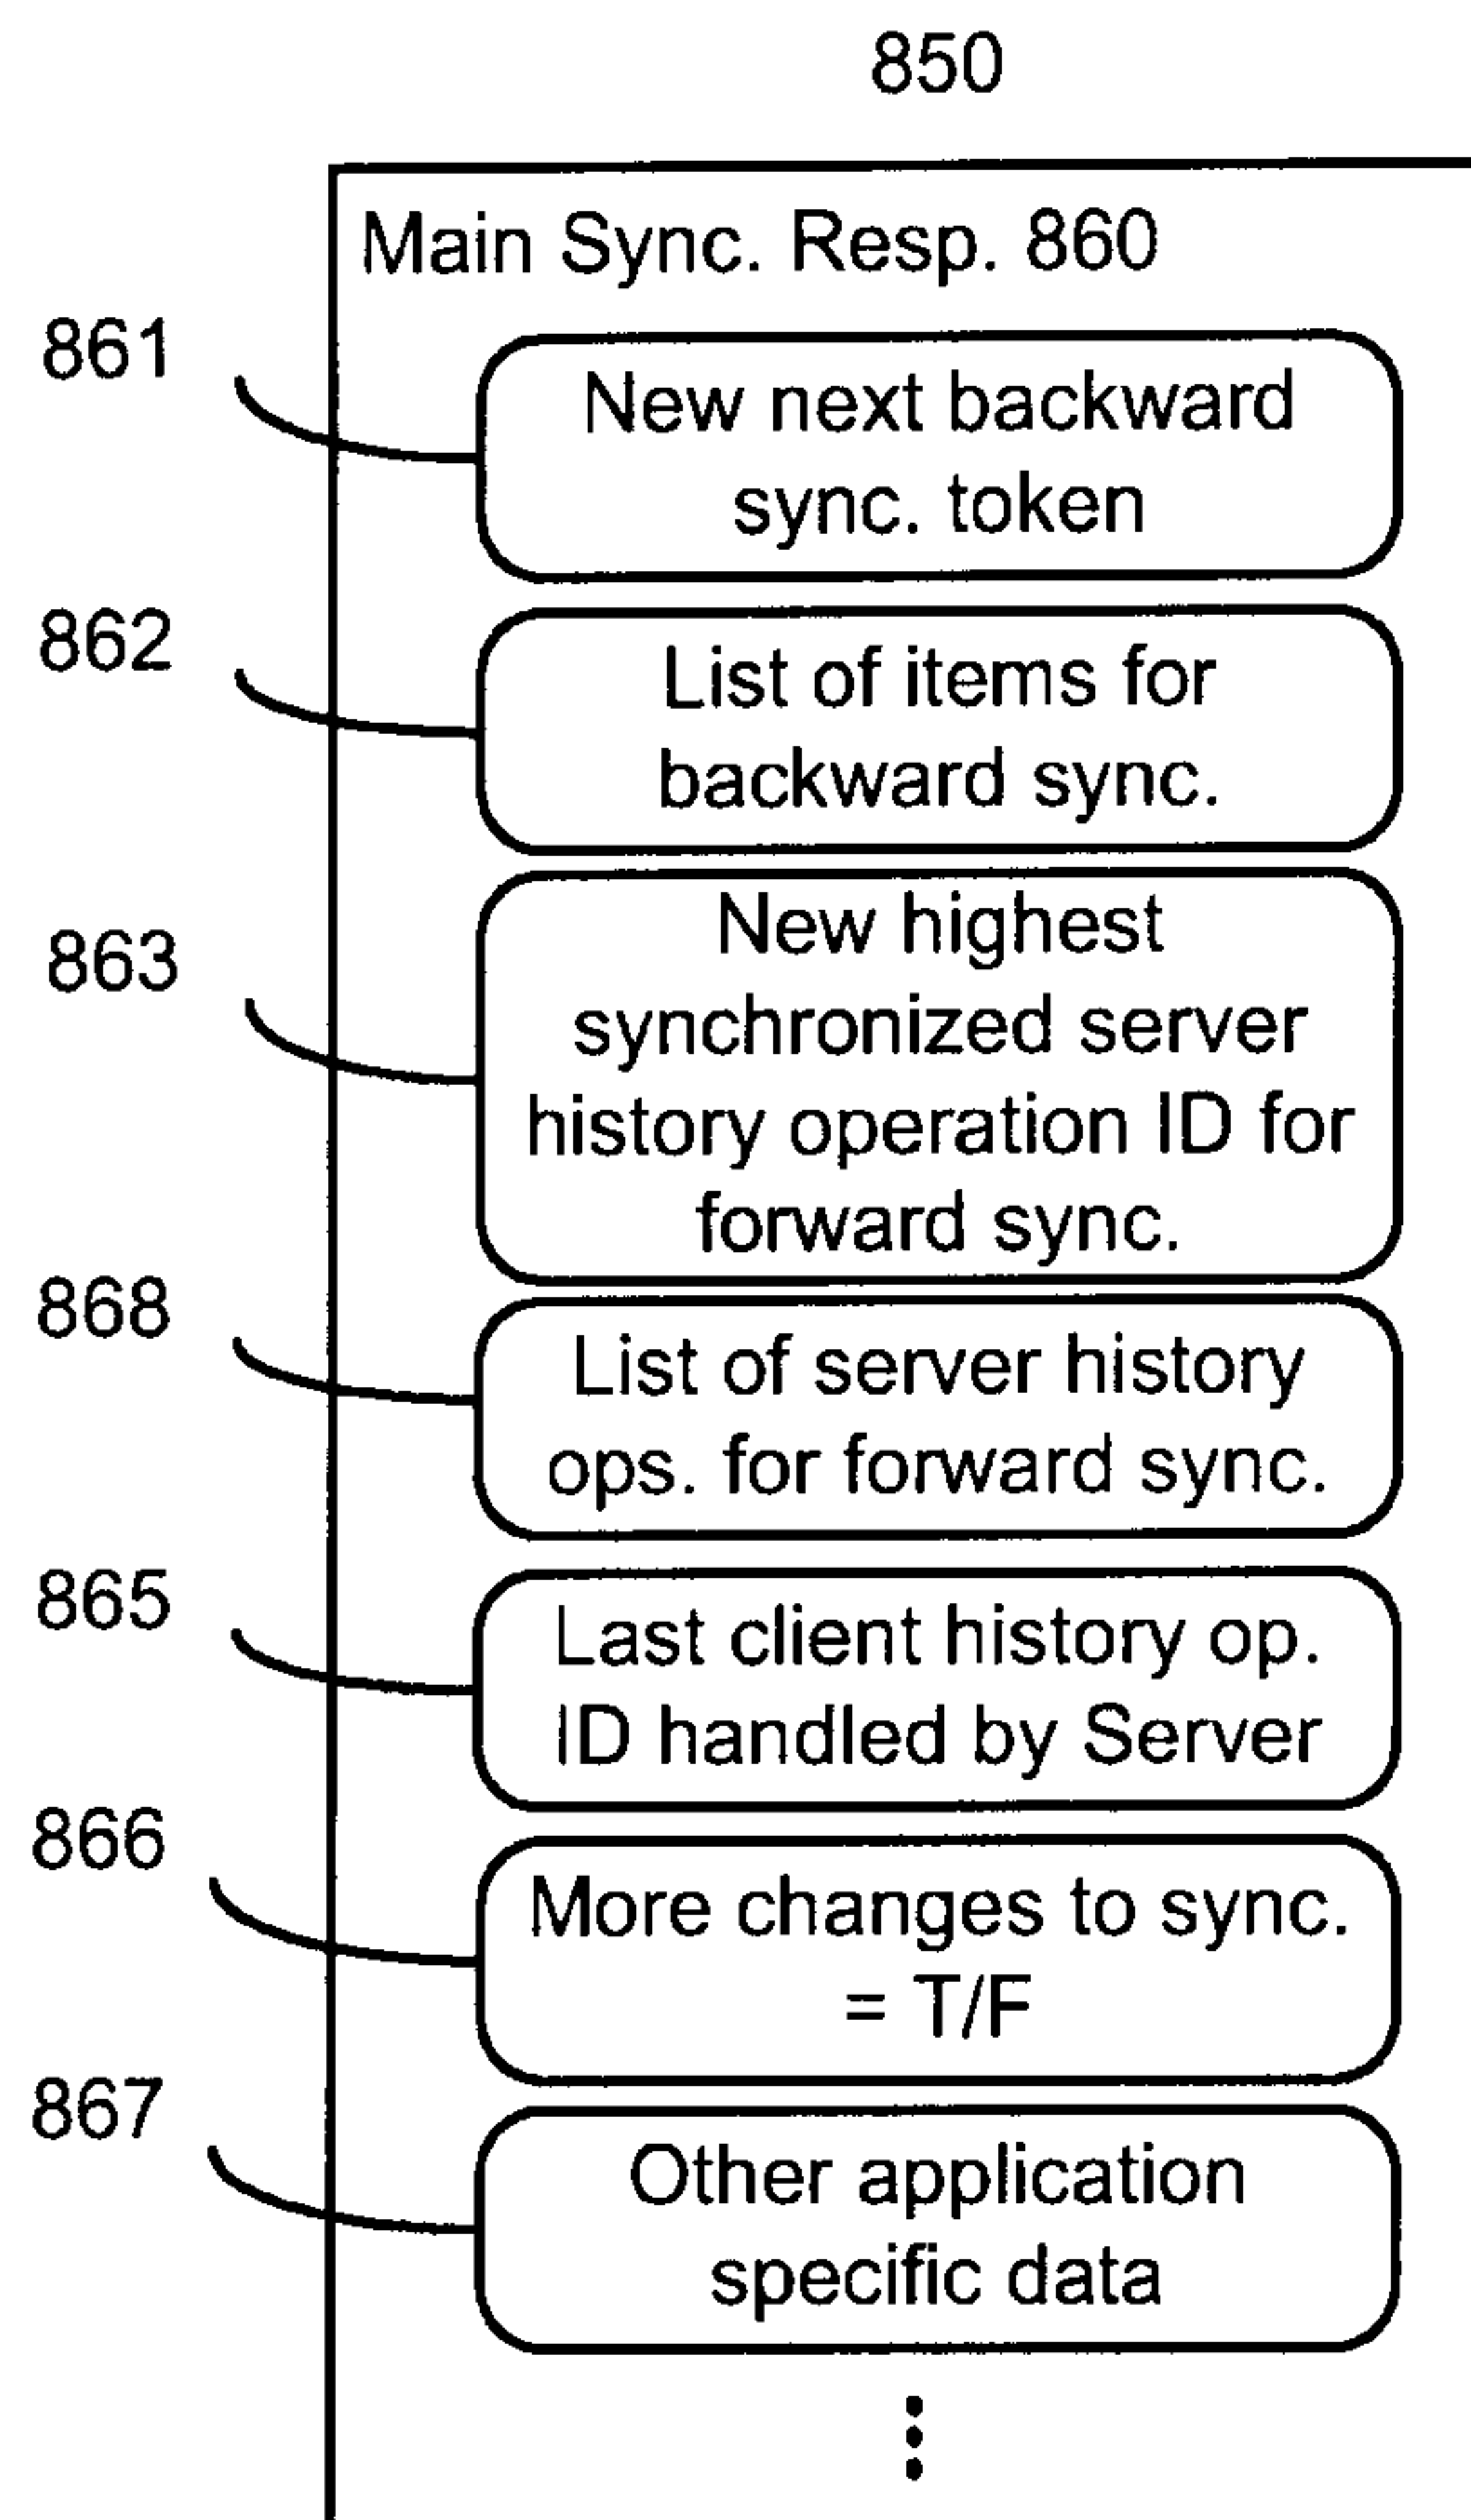 850
Main Sync. Resp. 860
861
New next backward
sync. token
862
List of items for
backward sync.
863
New highest
synchronized server
history operation ID for
forward sync.
868
List of server history
ops. for forward sync.
865
Last client history op.
ID handled by Server
866
More changes to sync.
= T/F
867
Other application
specific data